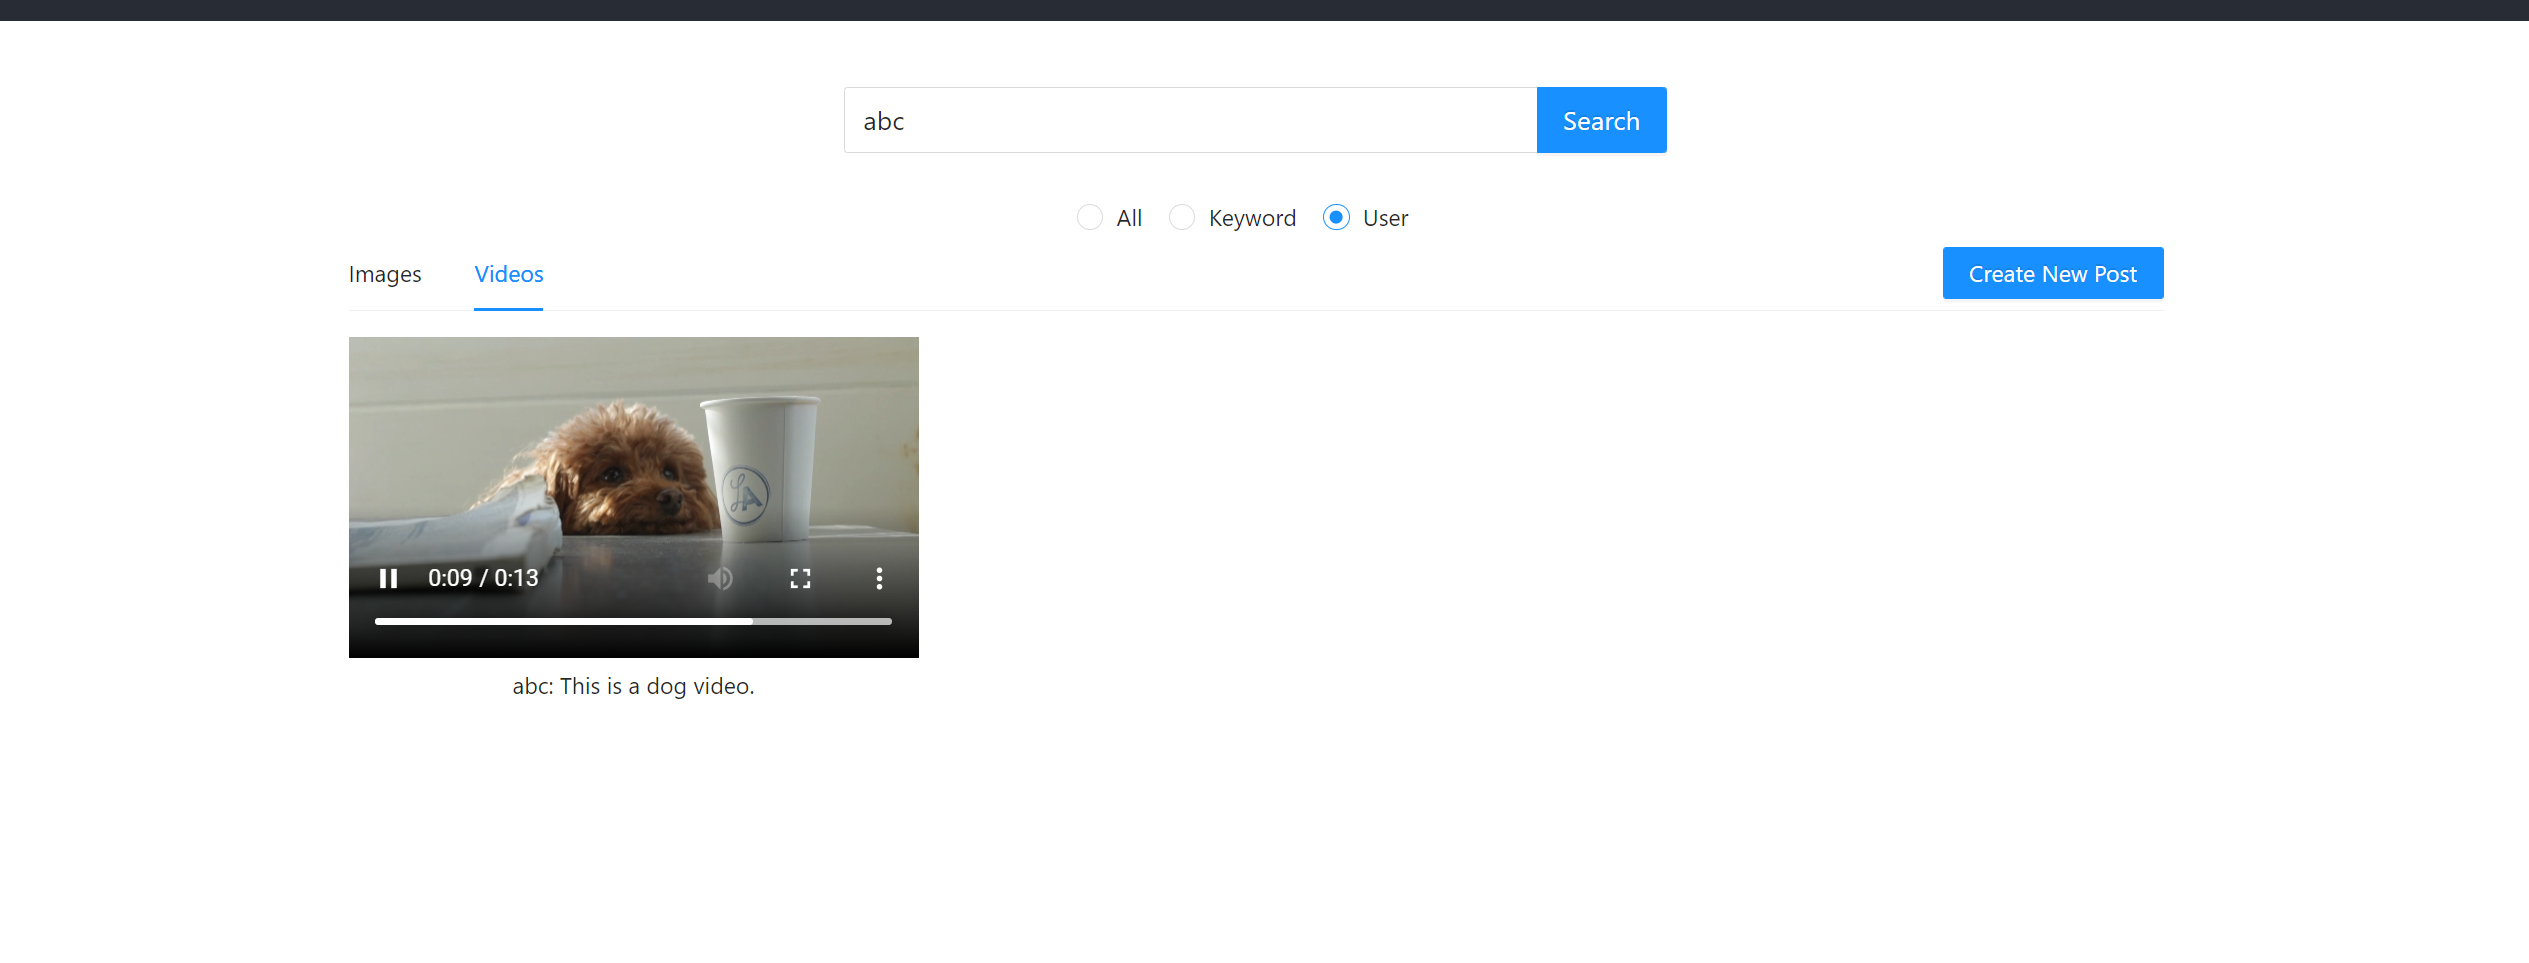 abc
Search
All Keyword User
Images Videos Create New Post
LA
0:09 / 0:13
abc: This is a dog video.